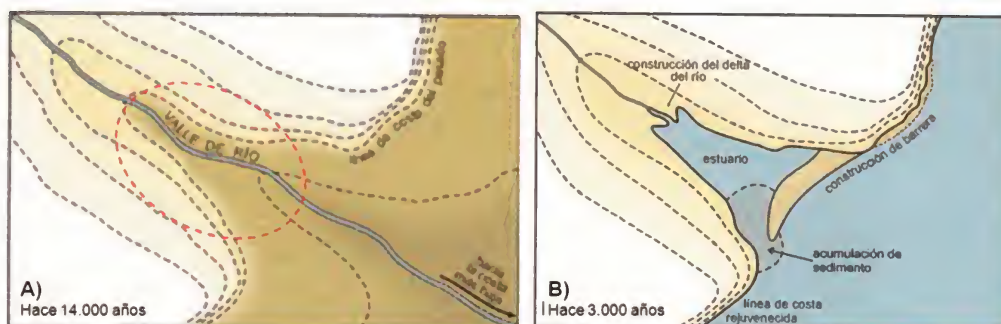 VALLE DE RÍO
línea de costa del pasado
hacia
la costa
más baja
A)
Hace 14.000 años
construcción del delta
del río
estuario
construcción de barrera
acumulación de
sedimento
línea de costa
rejuvenecida
B)
Hace 3.000 años